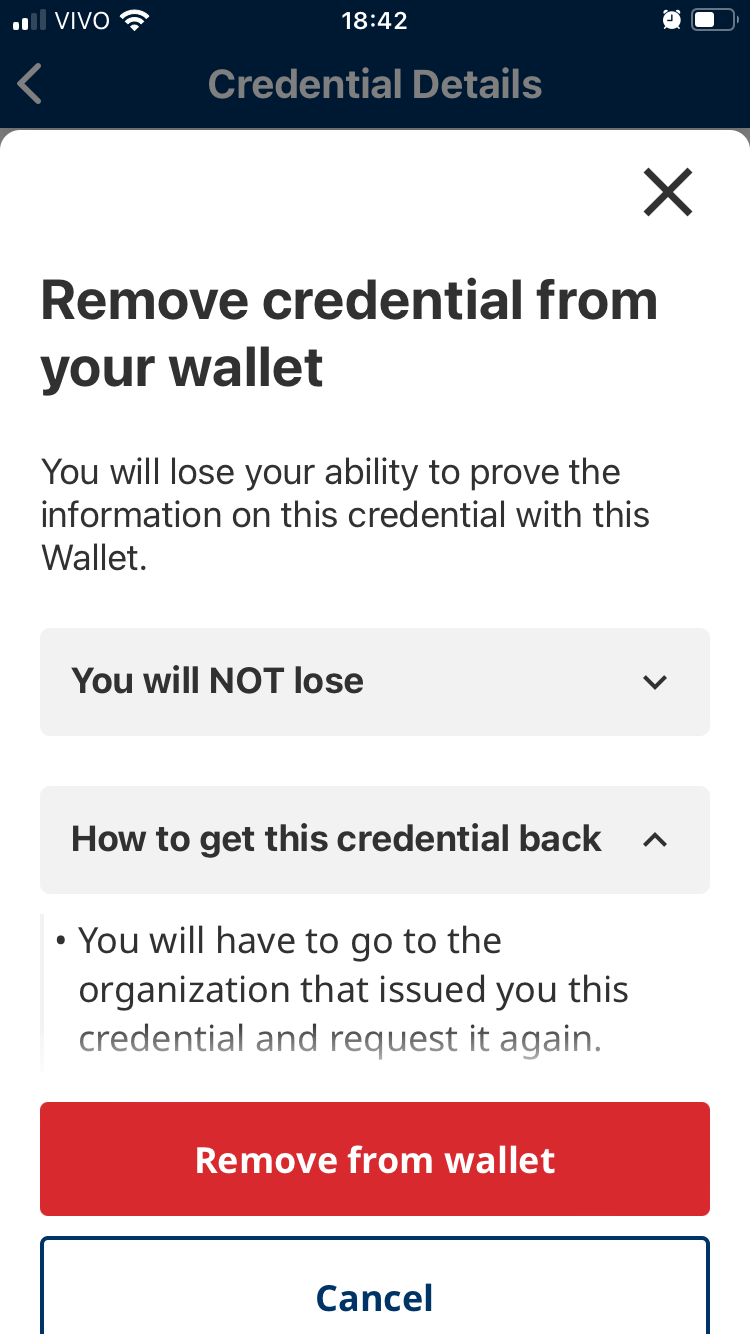 VIVO 18:42
Credential Details
Remove credential from
your wallet
You will lose your ability to prove the
information on this credential with this
Wallet.
You will NOT lose
How to get this credential back
• You will have to go to the
organization that issued you this
credential and request it again.
Remove from wallet
Cancel